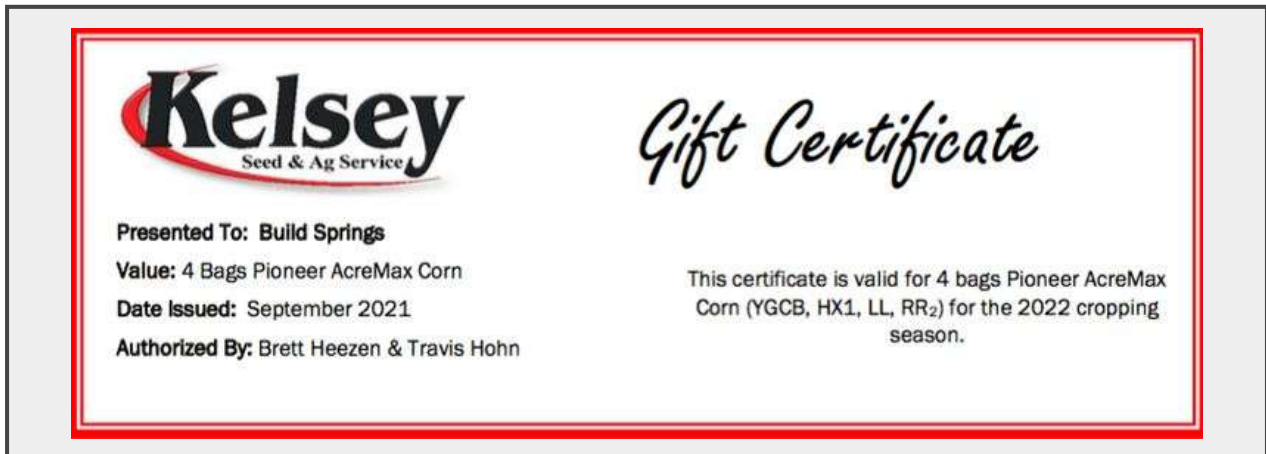 Kelsey
Seed & Ag Service
Gift Certificate
Presented To: Build Springs
Value: 4 Bags Pioneer AcreMax Corn
Date Issued: September 2021
Authorized By: Brett Heezen & Travis Hohn
This certificate is valid for 4 bags Pioneer AcreMax
Corn (YGCB, HX1, LL, RR₂) for the 2022 cropping
season.